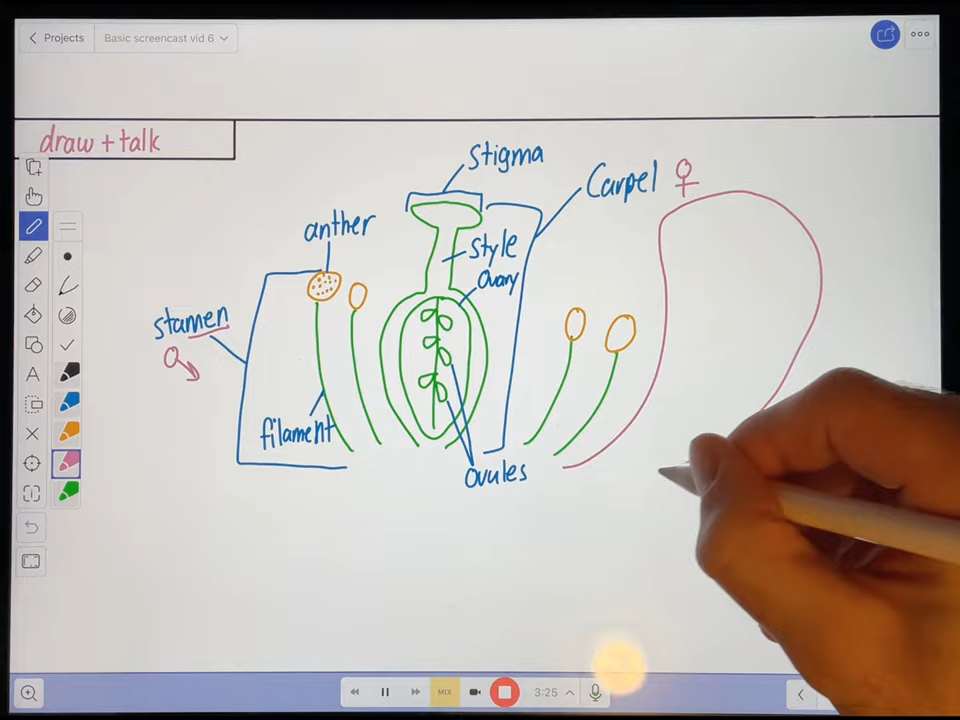 Projects
Basic screencast vid 6
draw + talk
Stigma
Carpel ♀
anther
style
Ovary
stamen
filament
Ovules
A
MIX
3:25